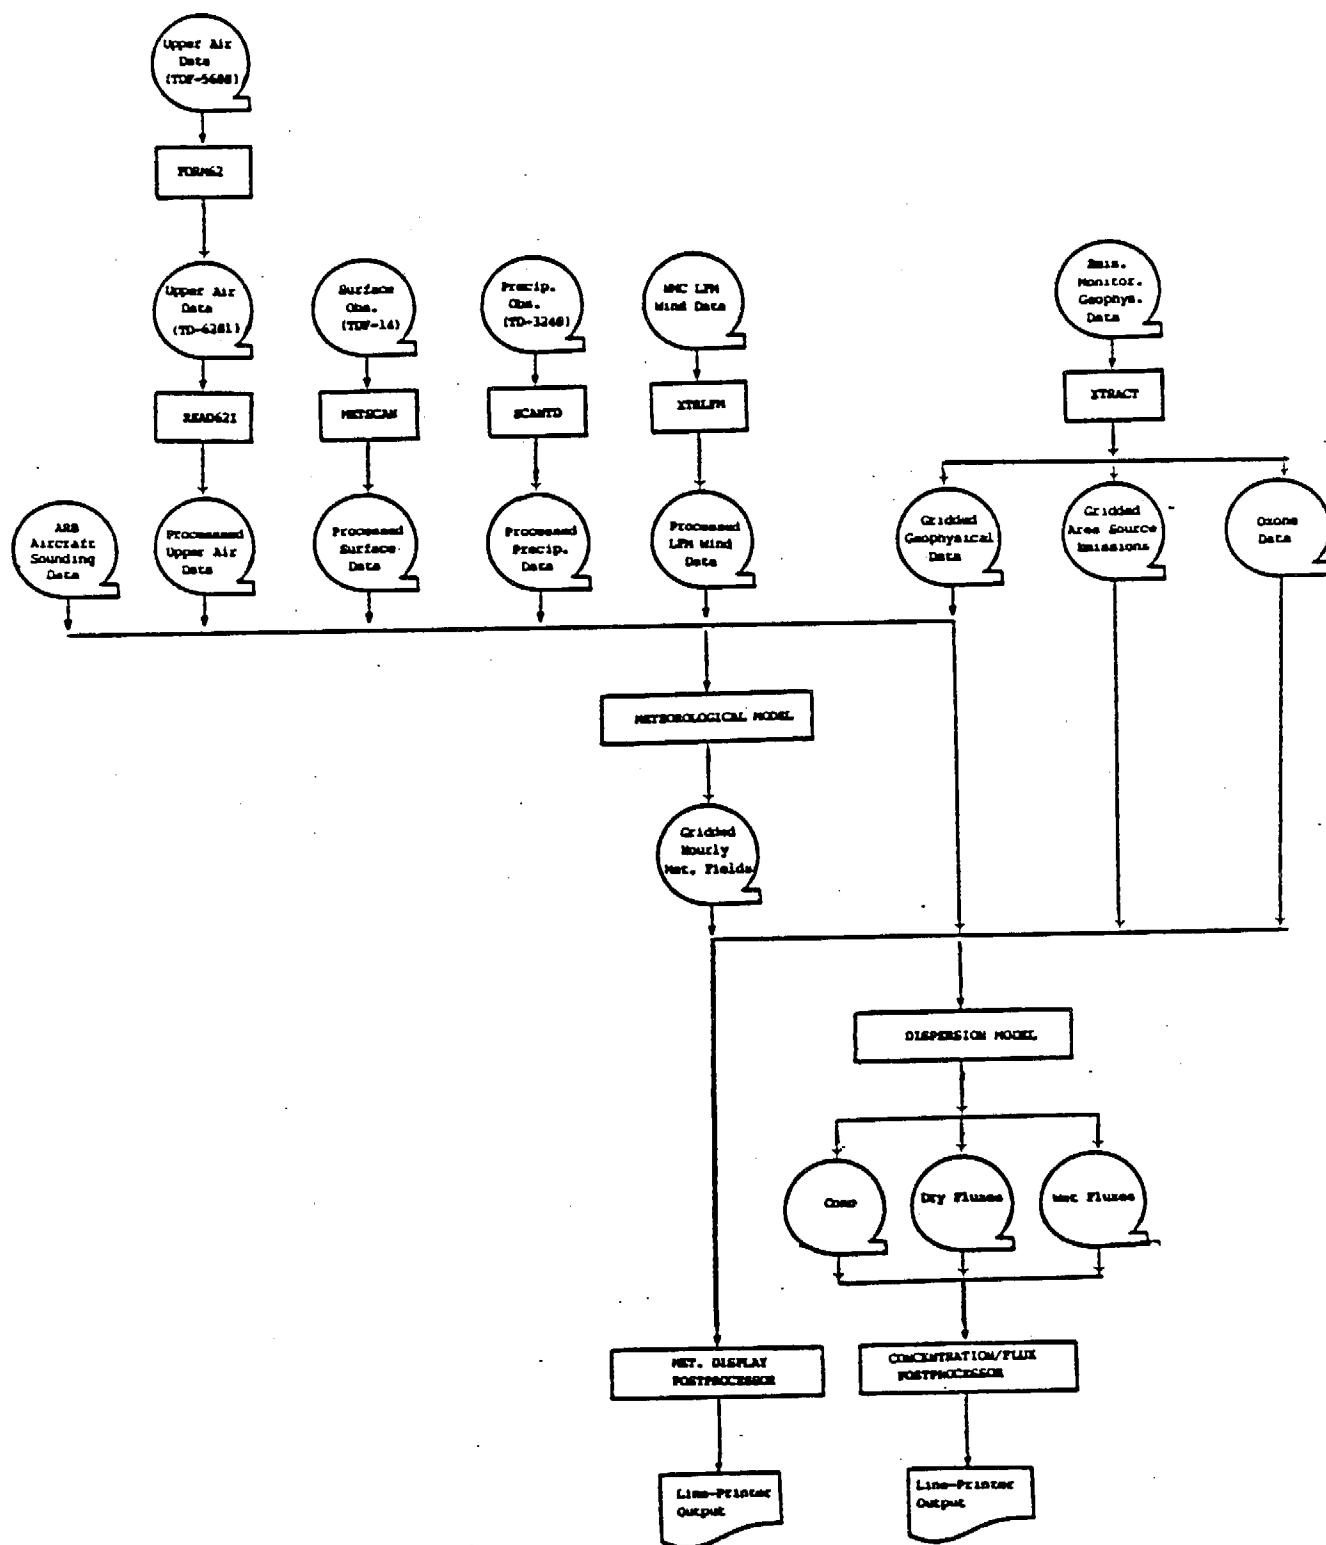 Upper Air
Data
(TDF-5600)
FORM62
Upper Air
Data
(TD-6201)
Surface
Obs.
(TDF-14)
Precip.
Obs.
(TD-3240)
NMC LFM
Wind Data
Emis.
Monitor.
Geophys.
Data
READ62I
METSCAN
SCANTD
XTRLFM
XTRACT
ARB
Aircraft
Sounding
Data
Processed
Upper Air
Data
Processed
Surface
Data
Processed
Precip.
Data
Processed
LFM Wind
Data
Gridded
Geophysical
Data
Gridded
Area Source
Emissions
Ozone
Data
METEOROLOGICAL MODEL
Gridded
Hourly
Met. Fields
DISPERSION MODEL
Conc
Dry Fluxes
Wet Fluxes
MET. DISPLAY
POSTPROCESSOR
CONCENTRATION/FLUX
POSTPROCESSOR
Line-Printer
Output
Line-Printer
Output